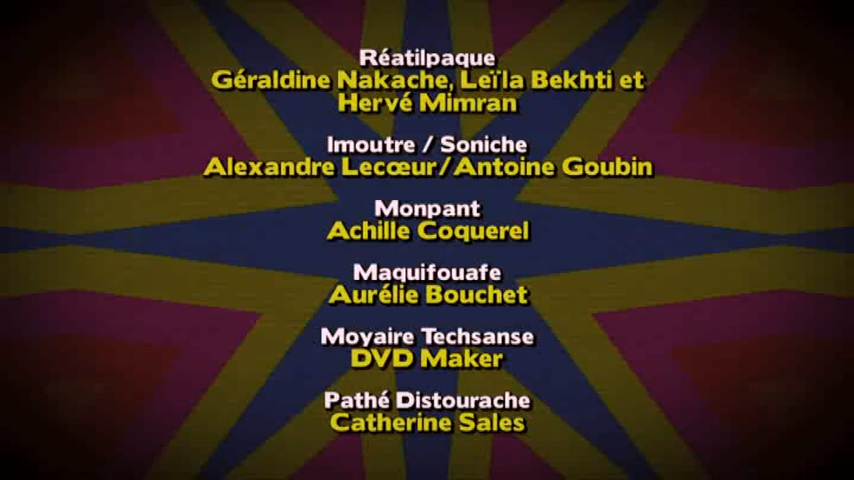 Réatilpaque
Géraldine Nakache, Leïla Bekhti et
Hervé Mimran
Imoutre / Soniche
Alexandre Lecœur/Antoine Goubin
Monpant
Achille Coquerel
Maquifouafe
Aurélie Bouchet
Moyaire Techsanse
DVD Maker
Pathé Distourache
Catherine Sales